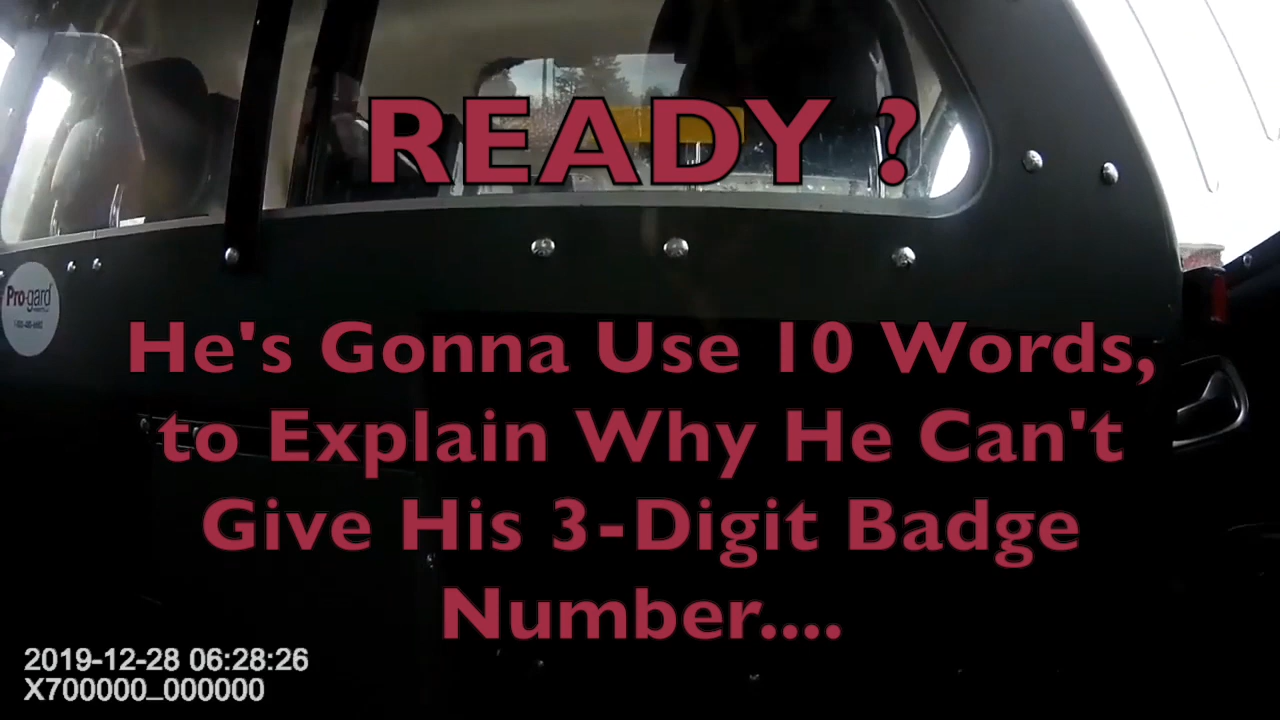 READY ?
Pro-gard
He's Gonna Use 10 Words,
to Explain Why He Can't
Give His 3-Digit Badge
Number....
2019-12-28 06:28:26
X700000_000000